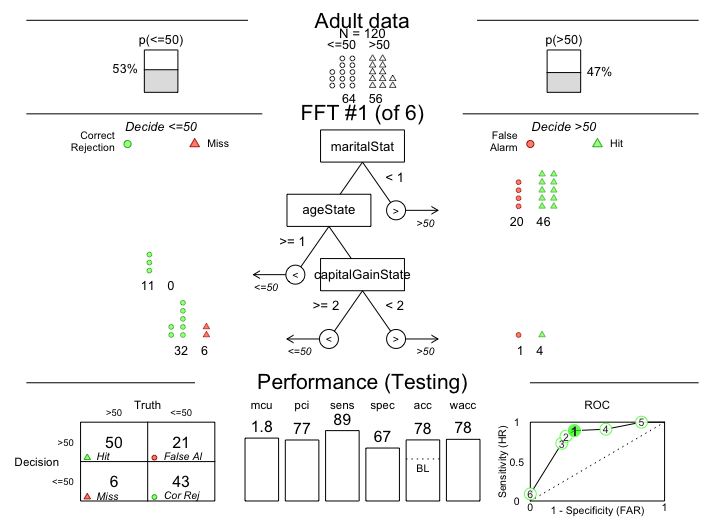 Adult data
N = 120
p(<=50)
<=50 >50
p(>50)
53%
47%
64 56
FFT #1 (of 6)
Decide <=50
Decide >50
Correct
Rejection
Miss
False
Alarm
Hit
maritalStat
< 1
ageState
>
>50
20 46
>= 1
<
<=50
capitalGainState
11 0
>= 2
< 2
<
<=50
>
>50
32 6
1 4
Performance (Testing)
Truth
>50 <=50
Decision
>50
<=50
50
Hit
21
False Al
6
Miss
43
Cor Rej
mcu pci sens spec acc wacc
1.8 77 89 67 78 78
BL
ROC
Sensitivity (HR)
1
0.5
0
1 2 3 4 5 6
0 1
1 - Specificity (FAR)